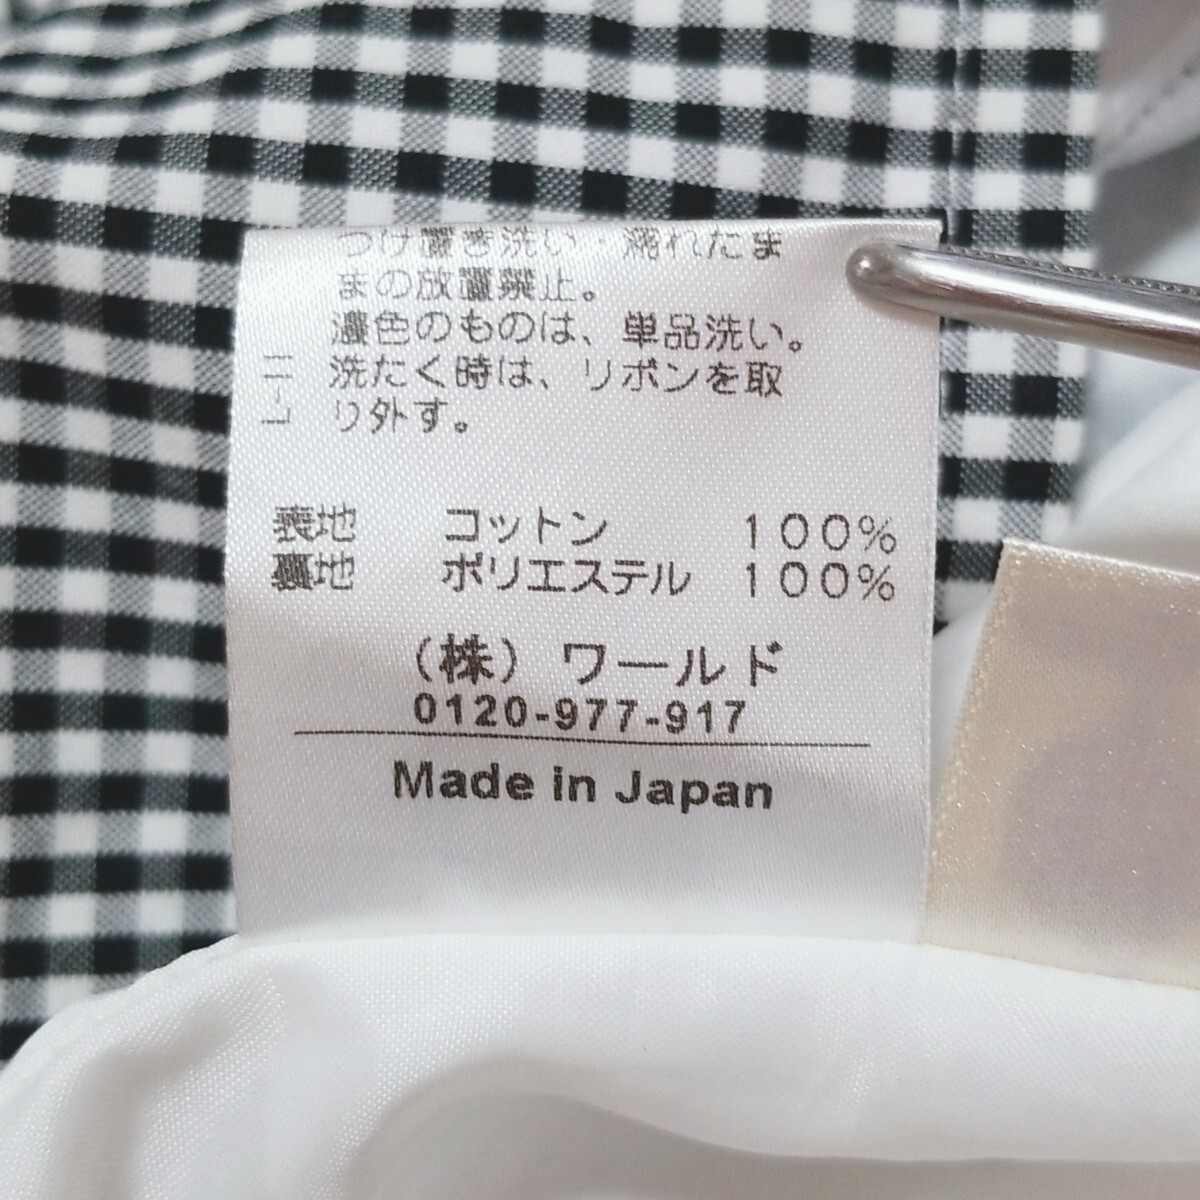 つけ置き洗い・濡れたま
まの放置禁止。
濃色のものは、単品洗い。
洗たく時は、リボンを取
り外す。
表地 コットン 100%
裏地 ポリエステル 100%
(株) ワールド
0120-977-917
Made in Japan